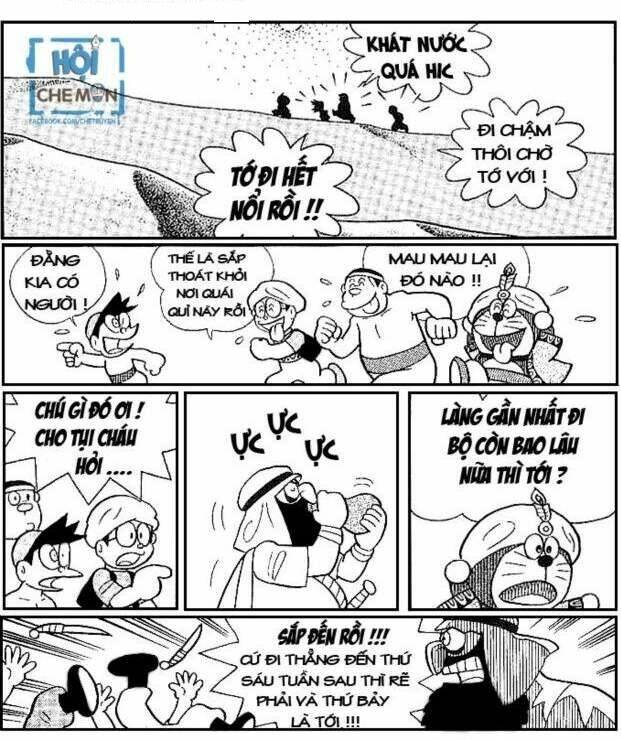 HỘI
CHEMON
FACEBOOK.COM/CHETRUYEN
KHÁT NƯỚC
QUÁ HIC
ĐI CHẬM
THÔI CHỜ
TỚ VỚI !
TỚ ĐI HẾT
NỔI RỒI !!
ĐẰNG
KIA CÓ
NGƯỜI !
THẾ LÀ SẮP
THOÁT KHỎI
NƠI QUÁI
QUỈ NÀY RỒI
MAU MAU LẠI
ĐÓ NÀO !!
CHÚ GÌ ĐÓ ƠI !
CHO TỤI CHÁU
HỎI ....
ỰC
ỰC
ỰC
LÀNG GẦN NHẤT ĐI
BỘ CÒN BAO LÂU
NỮA THÌ TỚI ?
SẮP ĐẾN RỒI !!!
CỨ ĐI THẲNG ĐẾN THỨ
SÁU TUẦN SAU THÌ RẼ
PHẢI VÀ THỨ BẢY
LÀ TỚI !!!